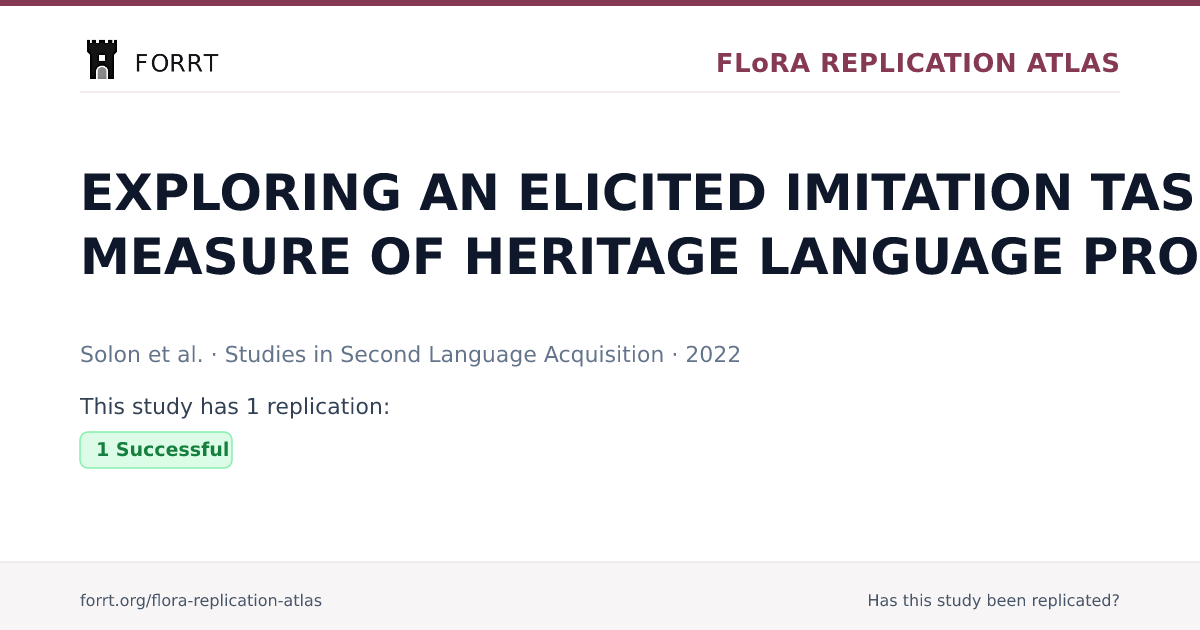 FORRT
FLoRA REPLICATION ATLAS
EXPLORING AN ELICITED IMITATION TAS
MEASURE OF HERITAGE LANGUAGE PRO
Solon et al. · Studies in Second Language Acquisition · 2022
This study has 1 replication:
1 Successful
forrt.org/flora-replication-atlas
Has this study been replicated?